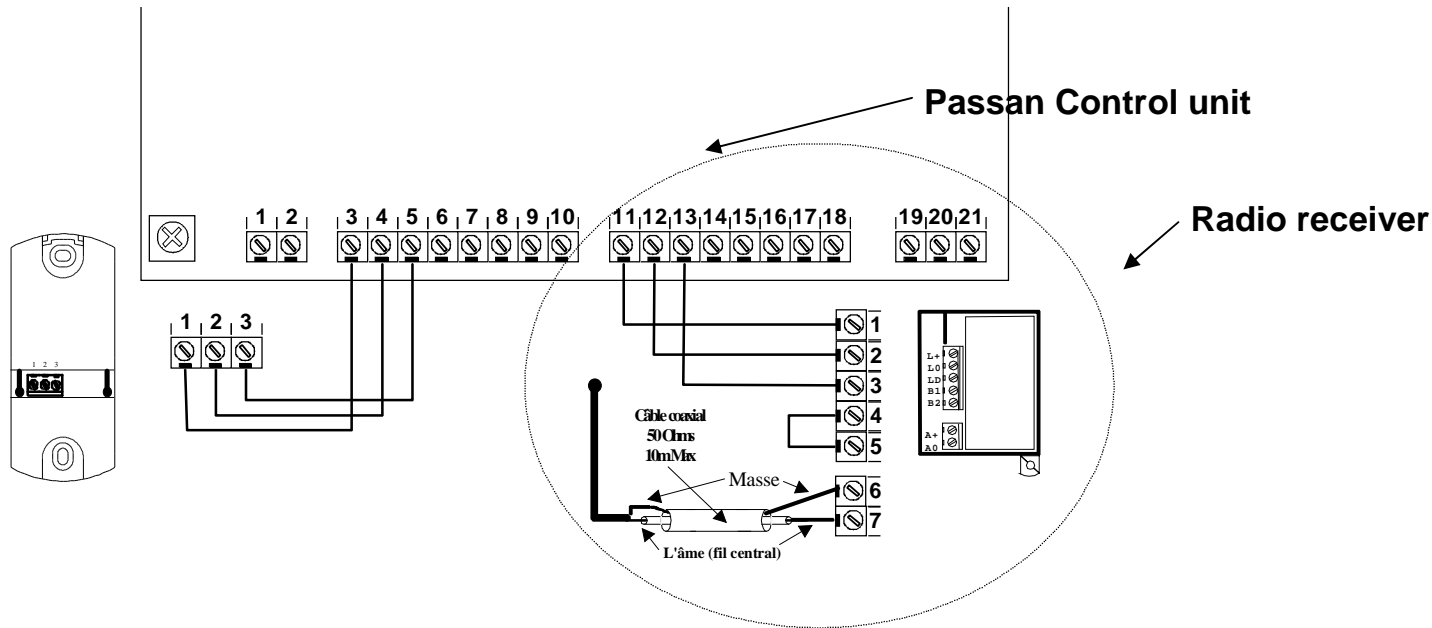 Passan Control unit
Radio receiver
1 2 3 4 5 6 7 8 9 10 11 12 13 14 15 16 17 18 19 20 21
1 2 3
1 2 3
1
2
3
4
5
6
7
L+
L0
LD
B1
B2
A+
A0
Câble coaxial
50 Ohms
10m Max
Masse
L'âme (fil central)